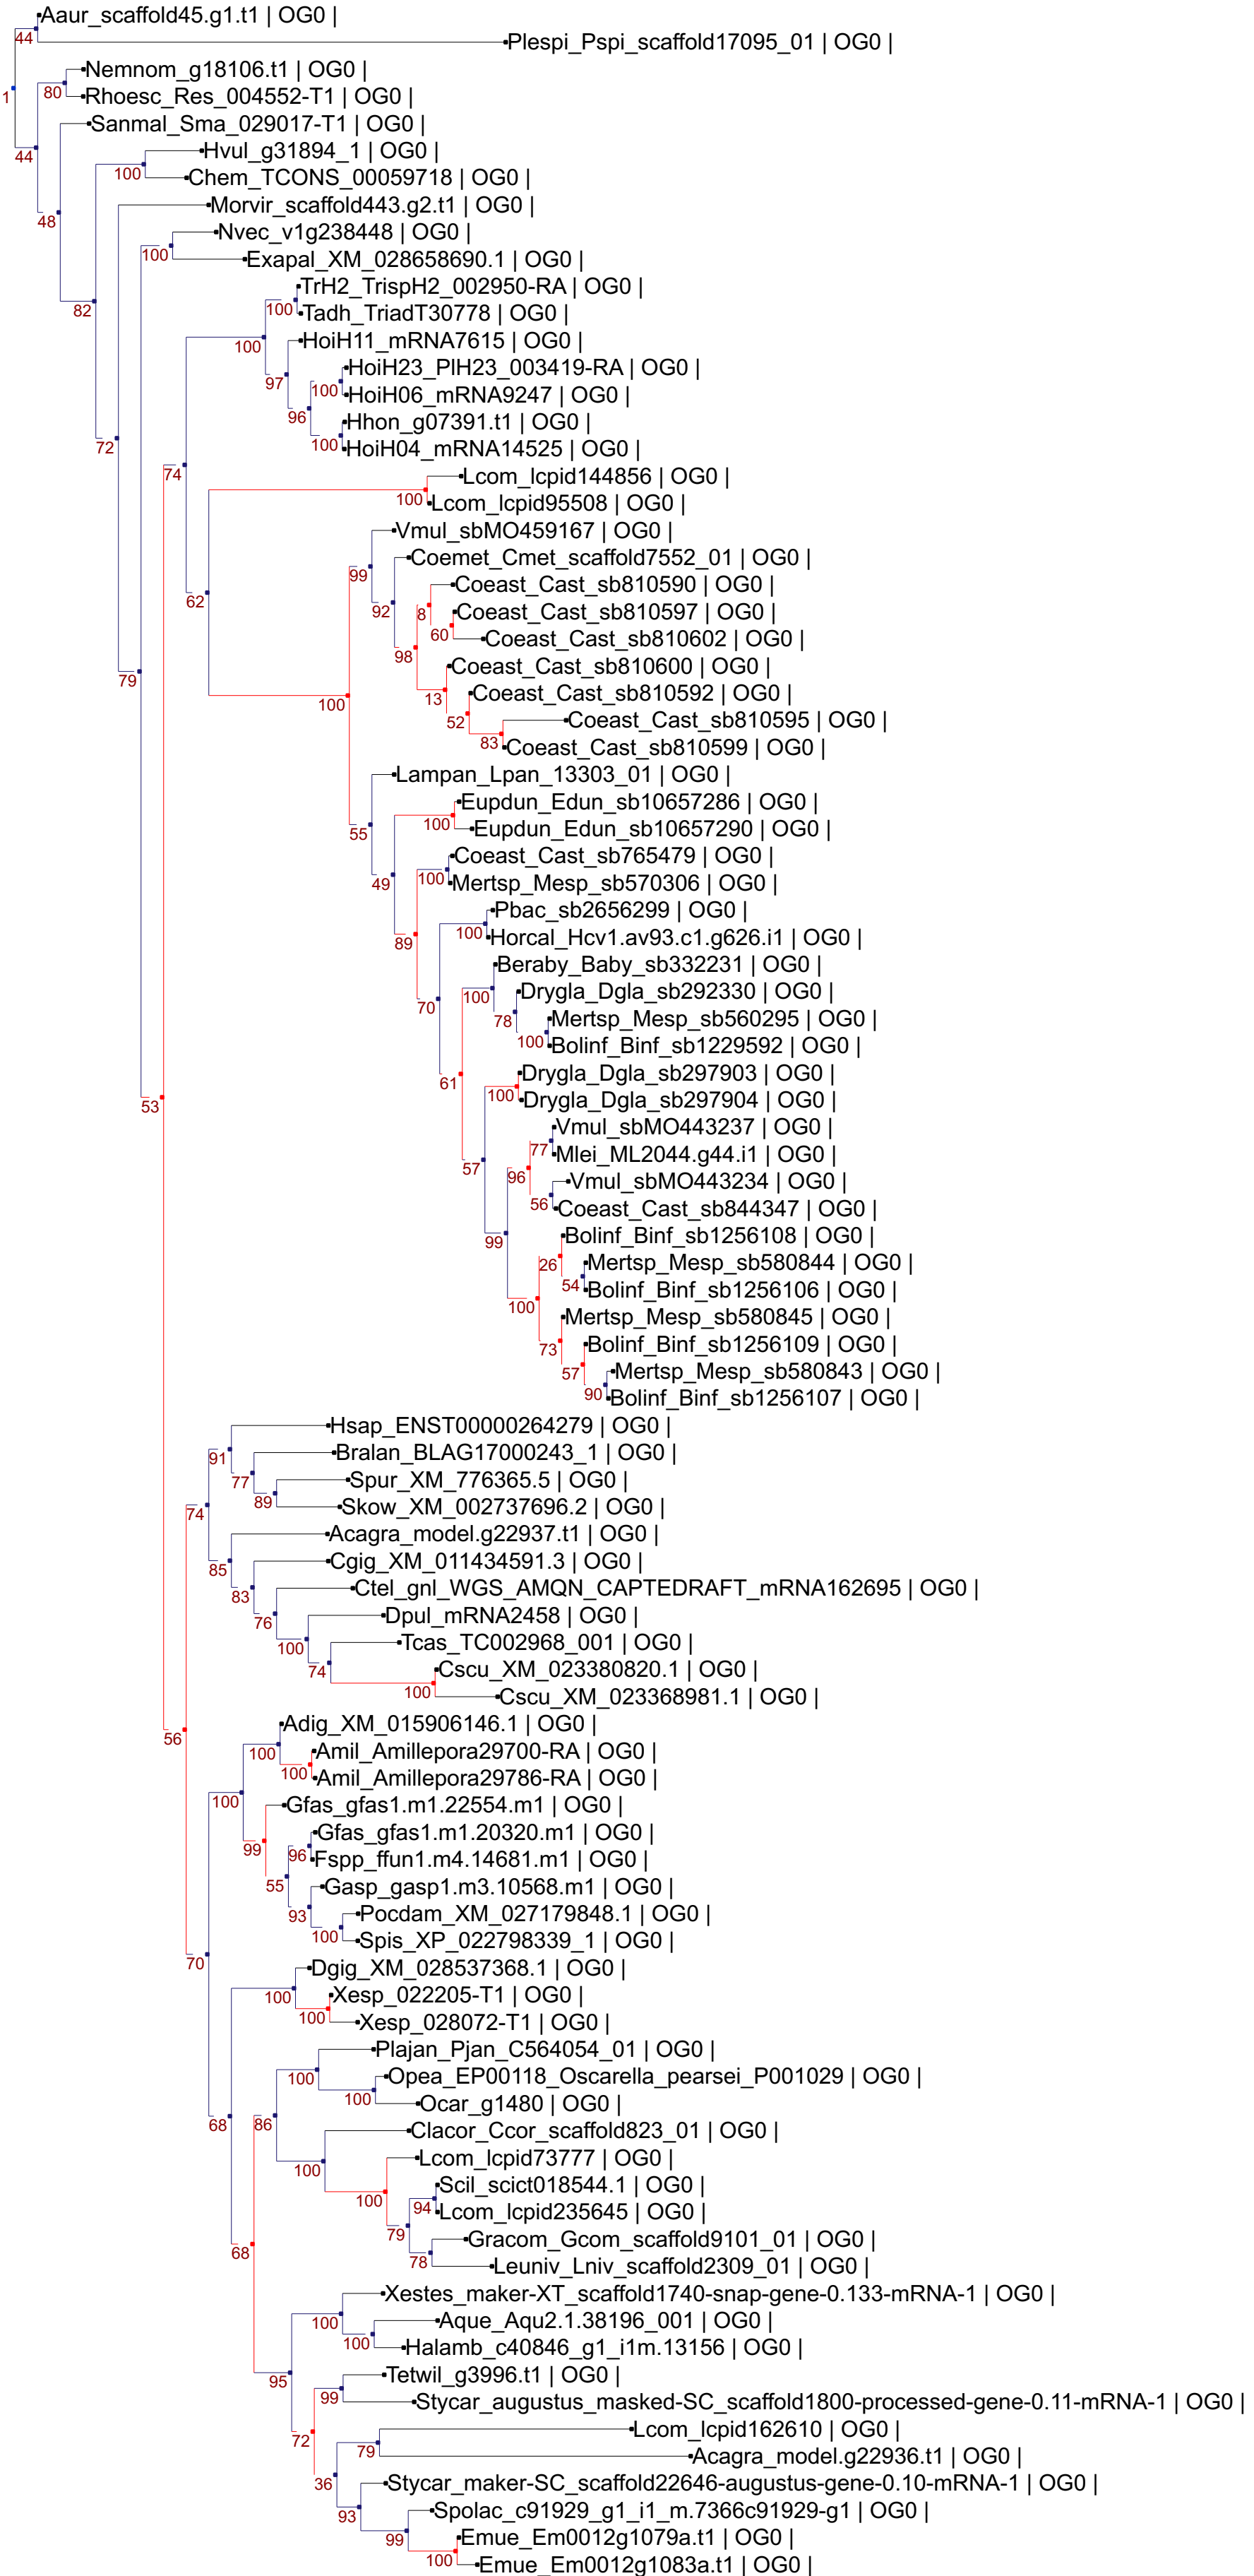 Aaur_scaffold45.g1.t1 | OG0 |
44
Plespi_Pspi_scaffold17095_01 | OG0 |
Nemnom_g18106.t1 | OG0 |
1
80
Rhoesc_Res_004552-T1 | OG0 |
Sanmal_Sma_029017-T1 | OG0 |
44
Hvul_g31894_1 | OG0 |
100
Chem_TCONS_00059718 | OG0 |
Morvir_scaffold443.g2.t1 | OG0 |
48
Nvec_v1g238448 | OG0 |
100
Exapal_XM_028658690.1 | OG0 |
TrH2_TrispH2_002950-RA | OG0 |
82
100
Tadh_TriadT30778 | OG0 |
HoiH11_mRNA7615 | OG0 |
100
HoiH23_PlH23_003419-RA | OG0 |
97
100
HoiH06_mRNA9247 | OG0 |
96
Hhon_g07391.t1 | OG0 |
100
HoiH04_mRNA14525 | OG0 |
72
74
Lcom_lcpid144856 | OG0 |
100
Lcom_lcpid95508 | OG0 |
Vmul_sbMO459167 | OG0 |
Coemet_Cmet_scaffold7552_01 | OG0 |
99
Coeast_Cast_sb810590 | OG0 |
62
92
8
Coeast_Cast_sb810597 | OG0 |
60
Coeast_Cast_sb810602 | OG0 |
98
Coeast_Cast_sb810600 | OG0 |
79
13
Coeast_Cast_sb810592 | OG0 |
100
52
Coeast_Cast_sb810595 | OG0 |
83
Coeast_Cast_sb810599 | OG0 |
Lampan_Lpan_13303_01 | OG0 |
Eupdun_Edun_sb10657286 | OG0 |
55
100
Eupdun_Edun_sb10657290 | OG0 |
Coeast_Cast_sb765479 | OG0 |
49
100
Mertsp_Mesp_sb570306 | OG0 |
Pbac_sb2656299 | OG0 |
89
100
Horcal_Hcv1.av93.c1.g626.i1 | OG0 |
Beraby_Baby_sb332231 | OG0 |
70
100
Drygla_Dgla_sb292330 | OG0 |
78
Mertsp_Mesp_sb560295 | OG0 |
100
Bolinf_Binf_sb1229592 | OG0 |
61
Drygla_Dgla_sb297903 | OG0 |
53
100
Drygla_Dgla_sb297904 | OG0 |
Vmul_sbMO443237 | OG0 |
77
Mlei_ML2044.g44.i1 | OG0 |
57
96
Vmul_sbMO443234 | OG0 |
56
Coeast_Cast_sb844347 | OG0 |
99
Bolinf_Binf_sb1256108 | OG0 |
26
Mertsp_Mesp_sb580844 | OG0 |
54
Bolinf_Binf_sb1256106 | OG0 |
100
Mertsp_Mesp_sb580845 | OG0 |
73
Bolinf_Binf_sb1256109 | OG0 |
57
Mertsp_Mesp_sb580843 | OG0 |
90
Bolinf_Binf_sb1256107 | OG0 |
Hsap_ENST00000264279 | OG0 |
91
Bralan_BLAG17000243_1 | OG0 |
77
Spur_XM_776365.5 | OG0 |
89
Skow_XM_002737696.2 | OG0 |
74
Acagra_model.g22937.t1 | OG0 |
85
Cgig_XM_011434591.3 | OG0 |
83
Ctel_gnl_WGS_AMQN_CAPTEDRAFT_mRNA162695 | OG0 |
76
Dpul_mRNA2458 | OG0 |
100
Tcas_TC002968_001 | OG0 |
74
Cscu_XM_023380820.1 | OG0 |
100
Cscu_XM_023368981.1 | OG0 |
56
Adig_XM_015906146.1 | OG0 |
100
Amil_Amillepora29700-RA | OG0 |
100
Amil_Amillepora29786-RA | OG0 |
100
Gfas_gfas1.m1.22554.m1 | OG0 |
99
Gfas_gfas1.m1.20320.m1 | OG0 |
96
Fspp_ffun1.m4.14681.m1 | OG0 |
55
Gasp_gasp1.m3.10568.m1 | OG0 |
93
Pocdam_XM_027179848.1 | OG0 |
100
Spis_XP_022798339_1 | OG0 |
70
Dgig_XM_028537368.1 | OG0 |
100
Xesp_022205-T1 | OG0 |
100
Xesp_028072-T1 | OG0 |
Plajan_Pjan_C564054_01 | OG0 |
100
Opea_EP00118_Oscarella_pearsei_P001029 | OG0 |
100
Ocar_g1480 | OG0 |
68
86
Clacor_Ccor_scaffold823_01 | OG0 |
100
Lcom_lcpid73777 | OG0 |
100
Scil_scict018544.1 | OG0 |
94
Lcom_lcpid235645 | OG0 |
79
Gracom_Gcom_scaffold9101_01 | OG0 |
68
78
Leuniv_Lniv_scaffold2309_01 | OG0 |
Xestes_maker-XT_scaffold1740-snap-gene-0.133-mRNA-1 | OG0 |
100
Aque_Aqu2.1.38196_001 | OG0 |
100
Halamb_c40846_g1_i1m.13156 | OG0 |
95
Tetwil_g3996.t1 | OG0 |
99
Stycar_augustus_masked-SC_scaffold1800-processed-gene-0.11-mRNA-1 | OG0 |
72
Lcom_lcpid162610 | OG0 |
79
Acagra_model.g22936.t1 | OG0 |
36
Stycar_maker-SC_scaffold22646-augustus-gene-0.10-mRNA-1 | OG0 |
93
Spolac_c91929_g1_i1_m.7366c91929-g1 | OG0 |
99
Emue_Em0012g1079a.t1 | OG0 |
100
Emue_Em0012g1083a.t1 | OG0 |